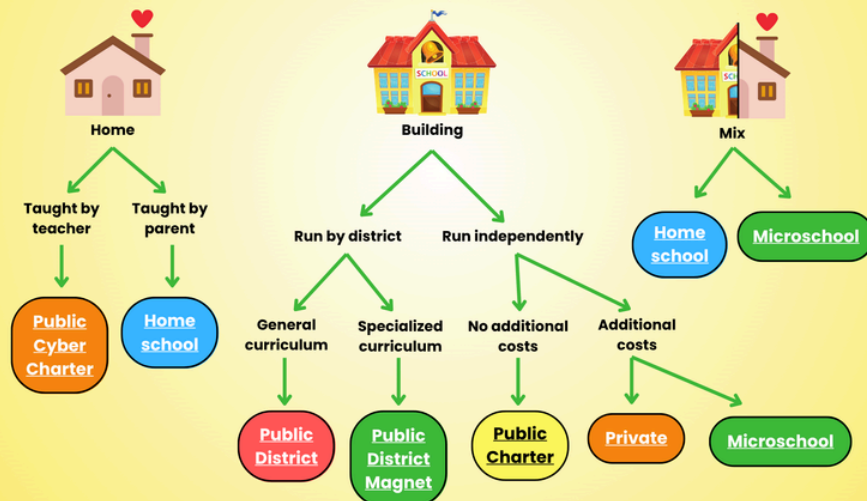 SCHOOL
SC
Home
Building
Mix
Taught by
teacher
Taught by
parent
Run by district
Run independently
Home
school
Microschool
Public
Cyber
Charter
Home
school
General
curriculum
Specialized
curriculum
No additional
costs
Additional
costs
Public
District
Public
District
Magnet
Public
Charter
Private
Microschool